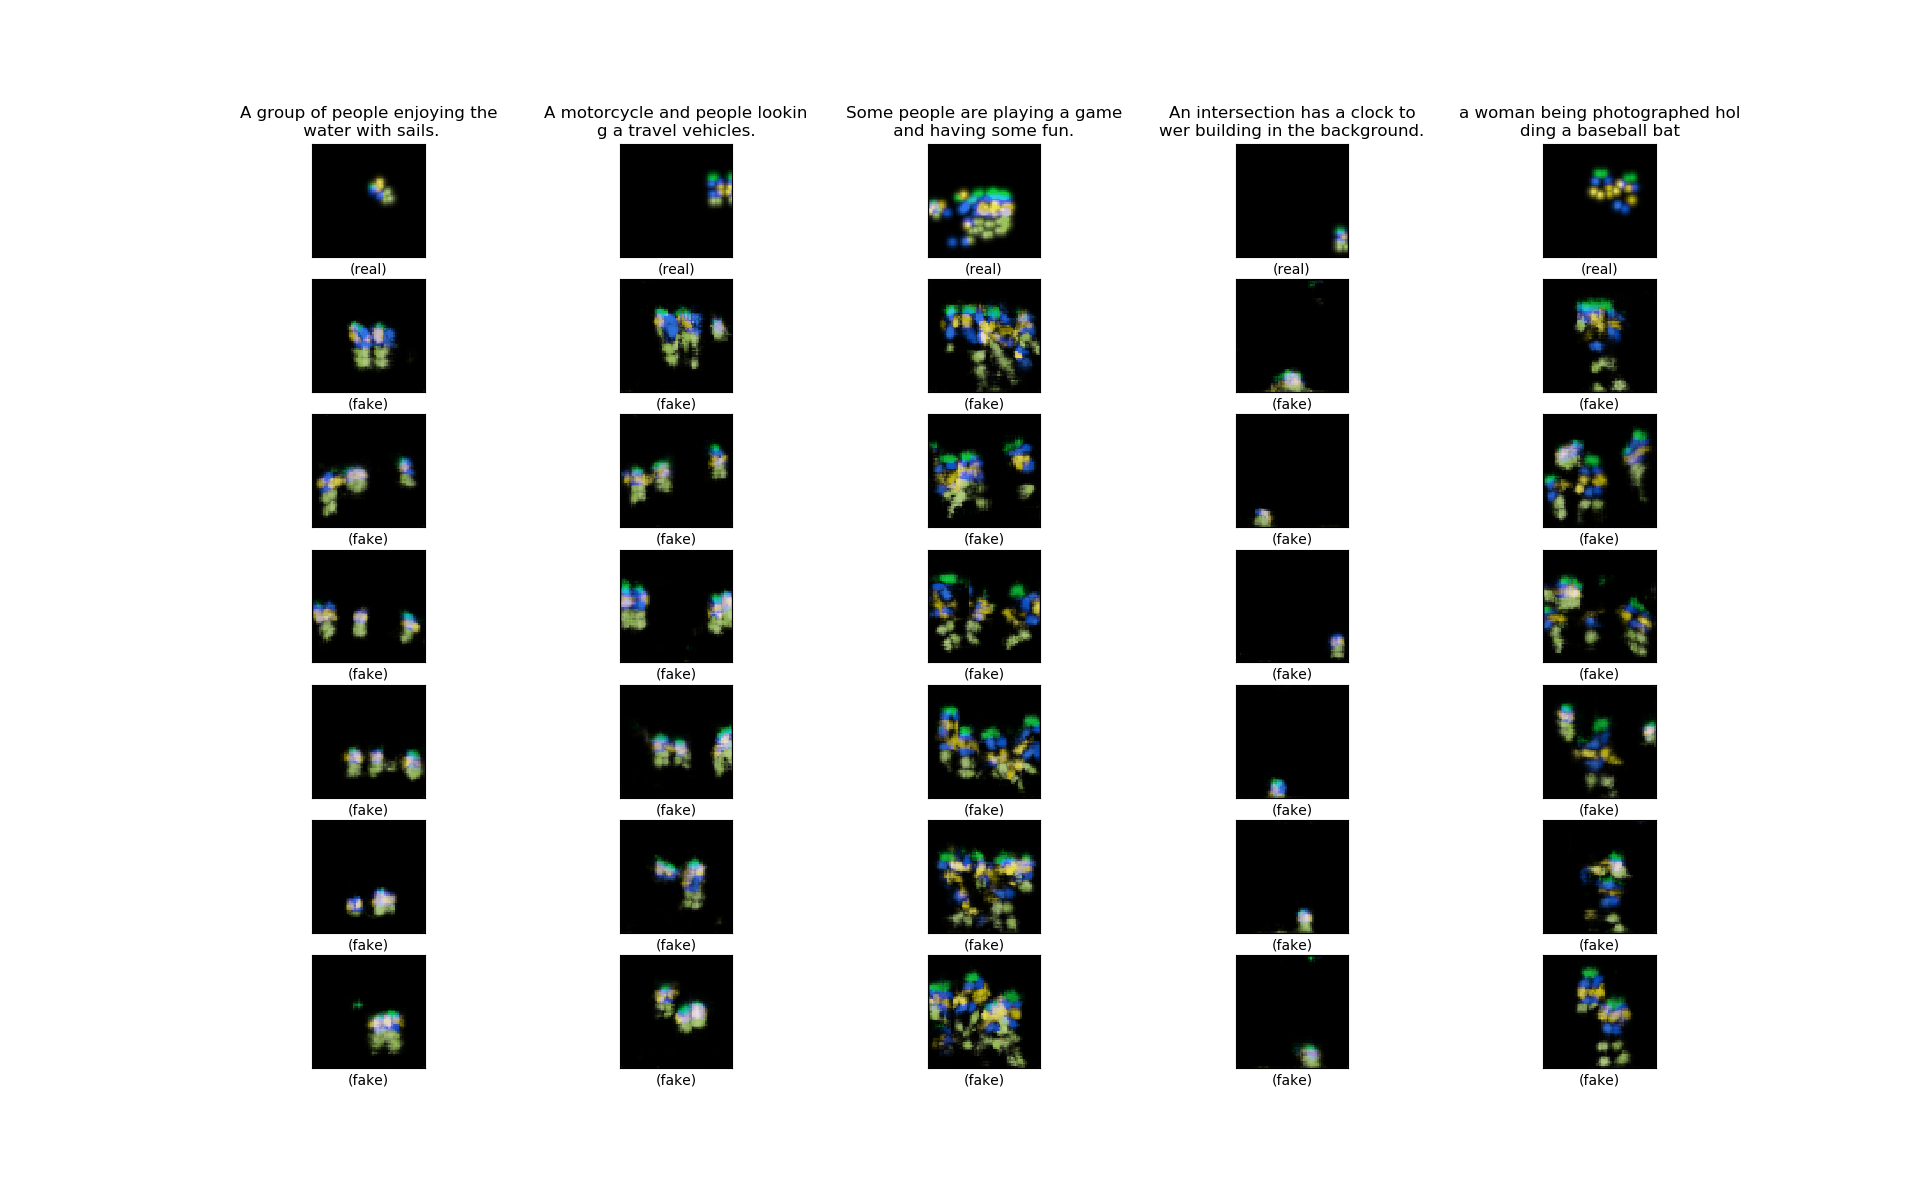 A group of people enjoying the
water with sails.
A motorcycle and people lookin
g a travel vehicles.
Some people are playing a game
and having some fun.
An intersection has a clock to
wer building in the background.
a woman being photographed hol
ding a baseball bat
(real) (real) (real) (real) (real)
(fake) (fake) (fake) (fake) (fake)
(fake) (fake) (fake) (fake) (fake)
(fake) (fake) (fake) (fake) (fake)
(fake) (fake) (fake) (fake) (fake)
(fake) (fake) (fake) (fake) (fake)
(fake) (fake) (fake) (fake) (fake)